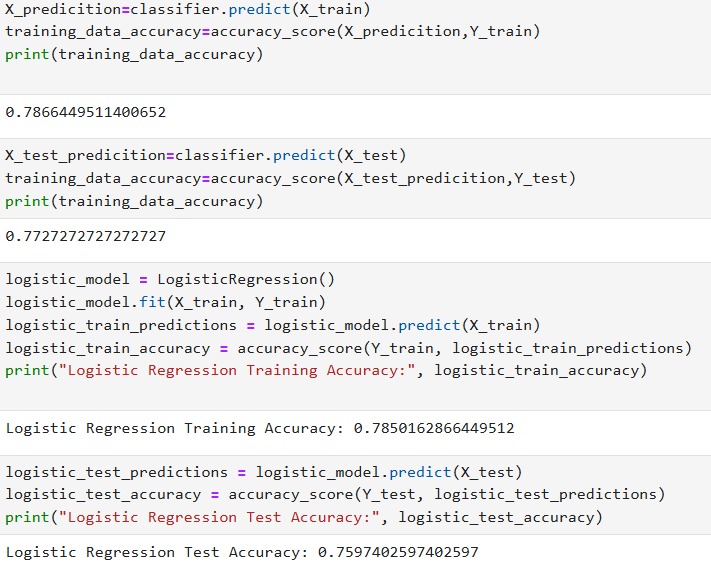 X_predicition=classifier.predict(X_train)
training_data_accuracy=accuracy_score(X_predicition,Y_train)
print(training_data_accuracy)
0.7866449511400652
X_test_predicition=classifier.predict(X_test)
training_data_accuracy=accuracy_score(X_test_predicition,Y_test)
print(training_data_accuracy)
0.7727272727272727
logistic_model = LogisticRegression()
logistic_model.fit(X_train, Y_train)
logistic_train_predictions = logistic_model.predict(X_train)
logistic_train_accuracy = accuracy_score(Y_train, logistic_train_predictions)
print("Logistic Regression Training Accuracy:", logistic_train_accuracy)
Logistic Regression Training Accuracy: 0.7850162866449512
logistic_test_predictions = logistic_model.predict(X_test)
logistic_test_accuracy = accuracy_score(Y_test, logistic_test_predictions)
print("Logistic Regression Test Accuracy:", logistic_test_accuracy)
Logistic Regression Test Accuracy: 0.7597402597402597